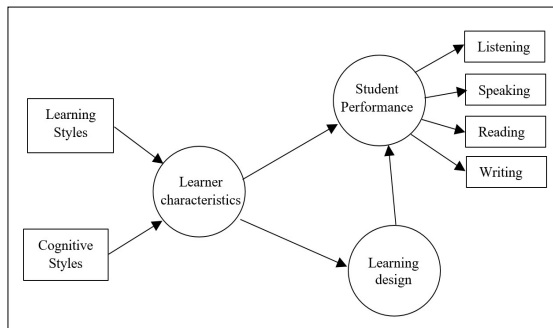 Learning
Styles
Cognitive
Styles
Learner
characteristics
Student
Performance
Learning
design
Listening
Speaking
Reading
Writing